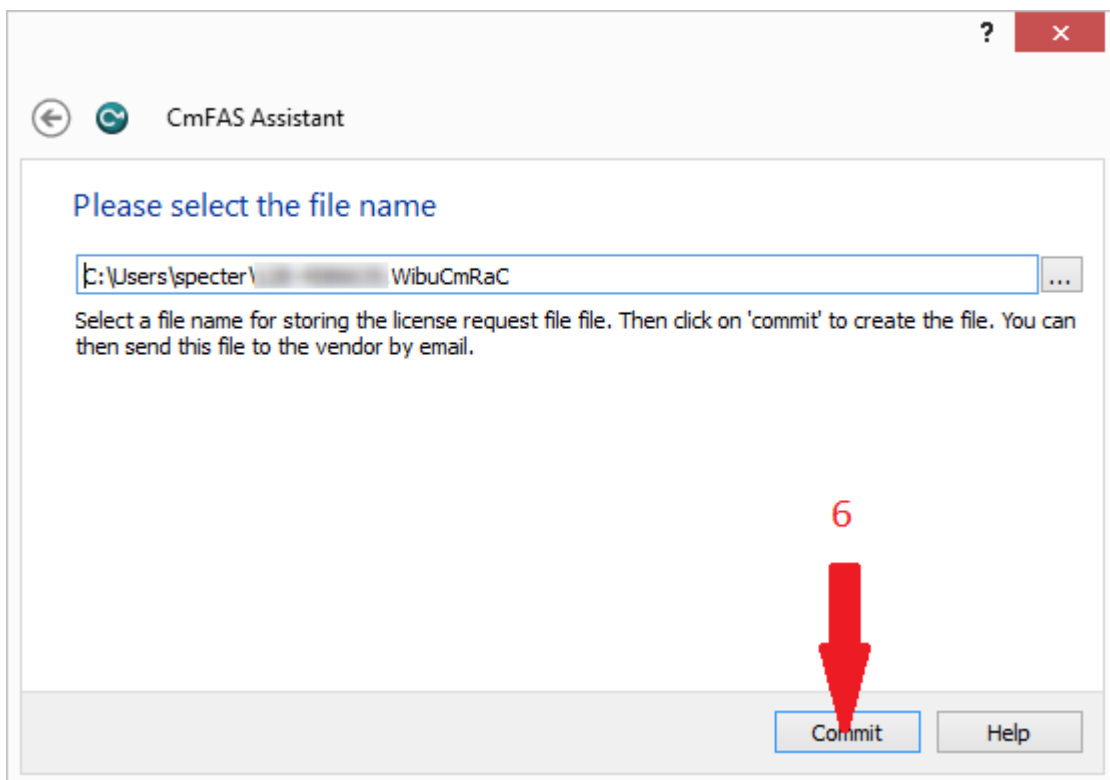 ?
CmFAS Assistant
Please select the file name
C:\Users\specter\ WibuCmRaC
...
Select a file name for storing the license request file file. Then click on 'commit' to create the file. You can
then send this file to the vendor by email.
6
Commit
Help